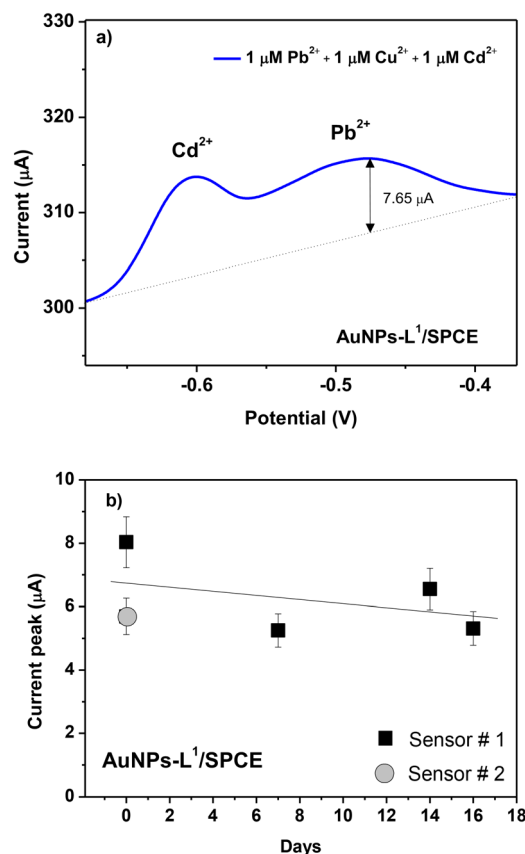 a)
1 μM Pb²⁺ + 1 μM Cu²⁺ + 1 μM Cd²⁺
330
320
310
300
Current (μA)
Cd²⁺
Pb²⁺
7.65 μA
AuNPs-L¹/SPCE
-0.6
-0.5
-0.4
Potential (V)
b)
10
8
6
4
2
0
Current peak (μA)
Sensor # 1
Sensor # 2
AuNPs-L¹/SPCE
0 2 4 6 8 10 12 14 16 18
Days